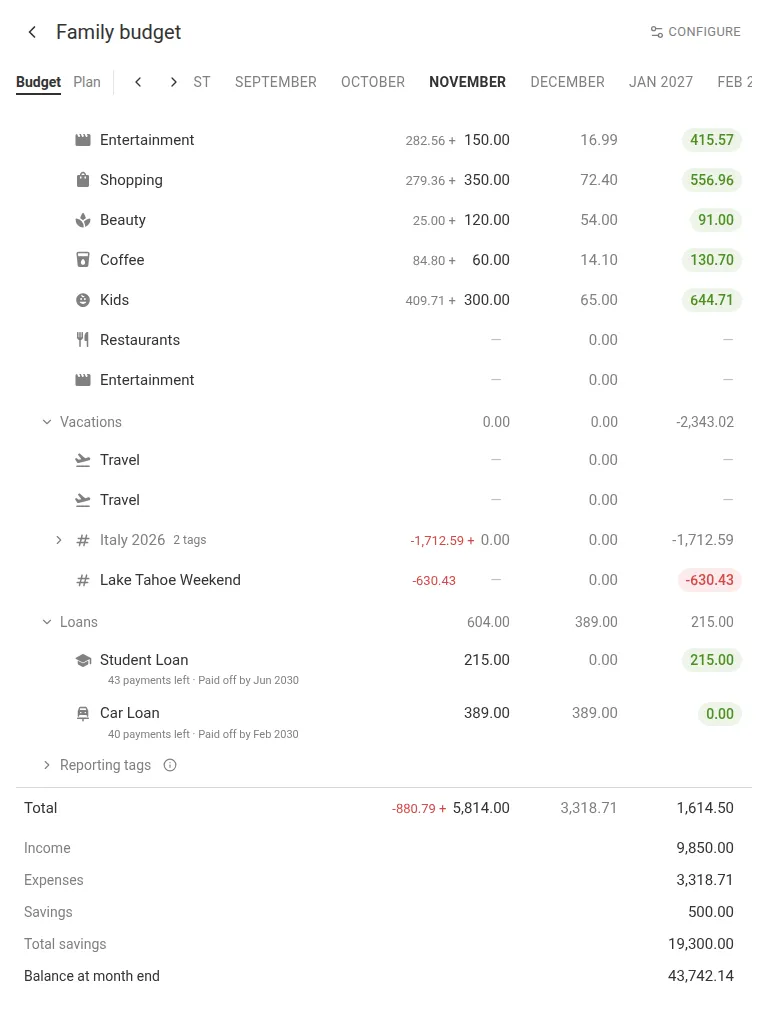 Family budget
CONFIGURE
Budget Plan ST SEPTEMBER OCTOBER NOVEMBER DECEMBER JAN 2027 FEB 2
Entertainment 282.56 + 150.00 16.99 415.57
Shopping 279.36 + 350.00 72.40 556.96
Beauty 25.00 + 120.00 54.00 91.00
Coffee 84.80 + 60.00 14.10 130.70
Kids 409.71 + 300.00 65.00 644.71
Restaurants — 0.00 —
Entertainment — 0.00 —
Vacations 0.00 0.00 -2,343.02
Travel — 0.00 —
Travel — 0.00 —
# Italy 2026 2 tags -1,712.59 + 0.00 0.00 -1,712.59
# Lake Tahoe Weekend -630.43 — 0.00 -630.43
Loans 604.00 389.00 215.00
Student Loan 215.00 0.00 215.00
43 payments left · Paid off by Jun 2030
Car Loan 389.00 389.00 0.00
40 payments left · Paid off by Feb 2030
Reporting tags
Total -880.79 + 5,814.00 3,318.71 1,614.50
Income 9,850.00
Expenses 3,318.71
Savings 500.00
Total savings 19,300.00
Balance at month end 43,742.14